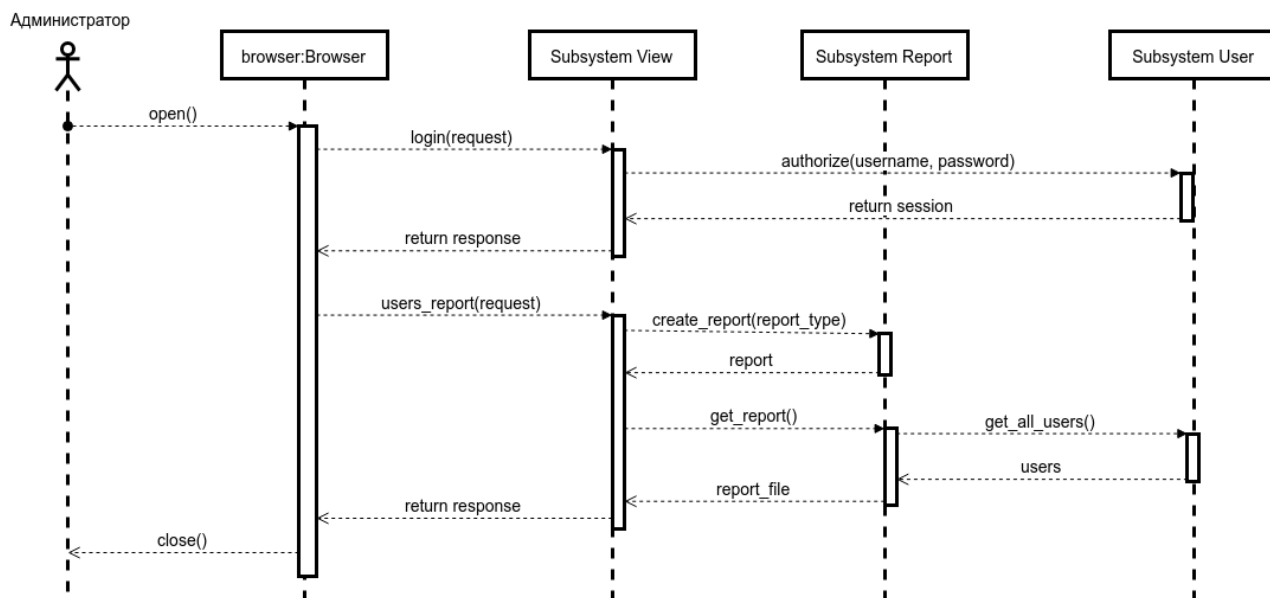 Администратор
browser:Browser
Subsystem View
Subsystem Report
Subsystem User
open()
login(request)
authorize(username, password)
return session
return response
users_report(request)
create_report(report_type)
report
get_report()
get_all_users()
users
report_file
return response
close()